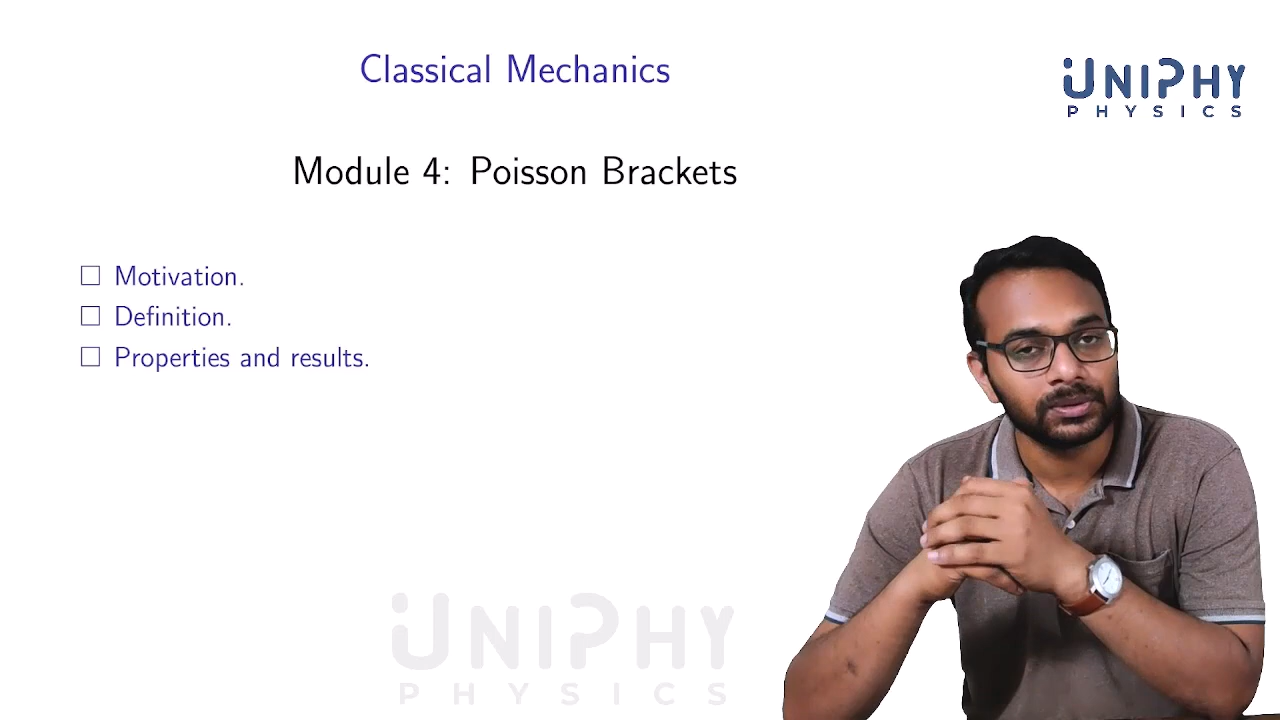 Classical Mechanics
UNIPHY
PHYSICS
Module 4: Poisson Brackets
☐ Motivation.
☐ Definition.
☐ Properties and results.
UNIPHY
PHYSICS